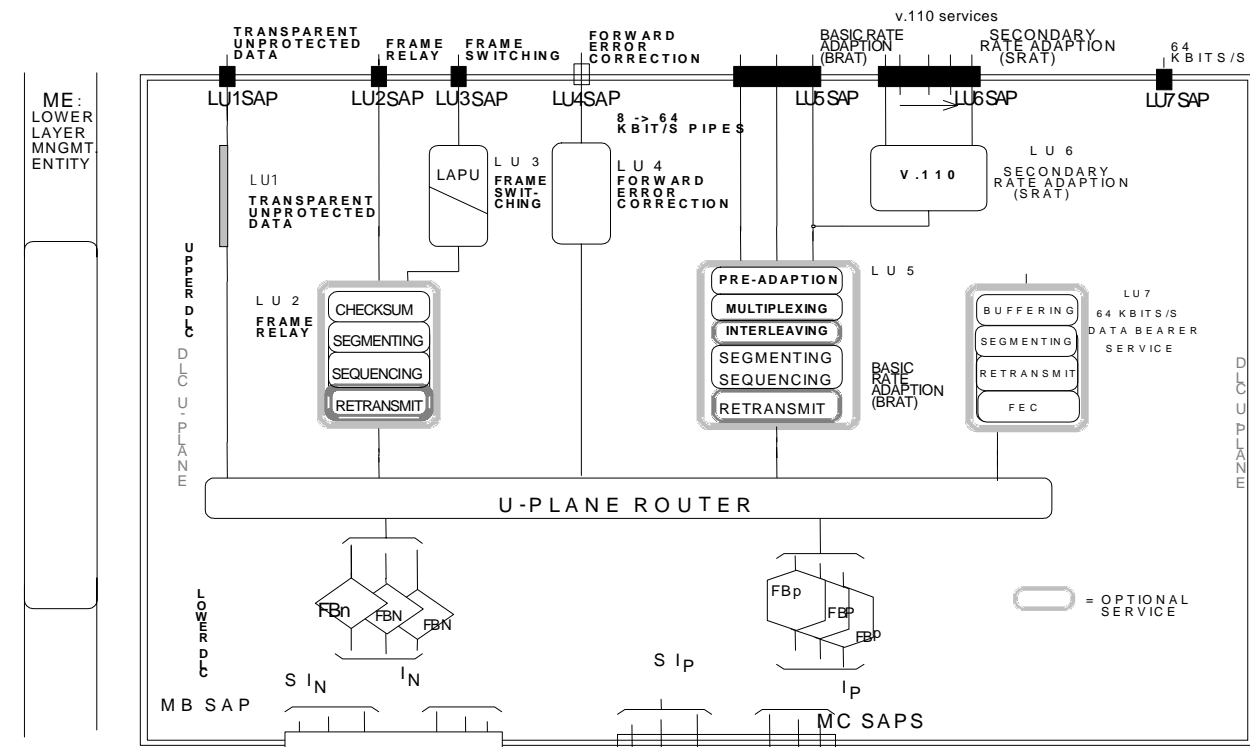 v.110 services
TRANSPARENT
UNPROTECTED
DATA
FRAME
RELAY
FRAME
SWITCHING
FORWARD
ERROR
CORRECTION
BASIC RATE
ADAPTION
(BRAT)
SECONDARY
RATE ADAPTION
(SRAT)
64
KBITS/S
LU1SAP
LU2SAP
LU3SAP
LU4SAP
LU5 SAP
LU6 SAP
LU7 SAP
ME:
LOWER
LAYER
MNGMT.
ENTITY
8 -> 64
KBIT/S PIPES
LU1
TRANSPARENT
UNPROTECTED
DATA
LAPU
LU 3
FRAME
SWIT-
CHING
LU 4
FORWARD
ERROR
CORRECTION
V.110
LU 6
SECONDARY
RATE ADAPTION
(SRAT)
UPPER DLC
DLC U-PLANE
LU 2
FRAME
RELAY
CHECKSUM
SEGMENTING
SEQUENCING
RETRANSMIT
LU 5
PRE-ADAPTION
MULTIPLEXING
INTERLEAVING
SEGMENTING
SEQUENCING
RETRANSMIT
BASIC
RATE
ADAPTION
(BRAT)
BUFFERING
SEGMENTING
RETRANSMIT
FEC
LU7
64 KBITS/S
DATA BEARER
SERVICE
DLC U PLANE
U-PLANE ROUTER
LOWER DLC
FBn
FBN
FBN
FBp
FBP
FBp
= OPTIONAL
SERVICE
S IN
IN
S IP
IP
MB SAP
MC SAPS